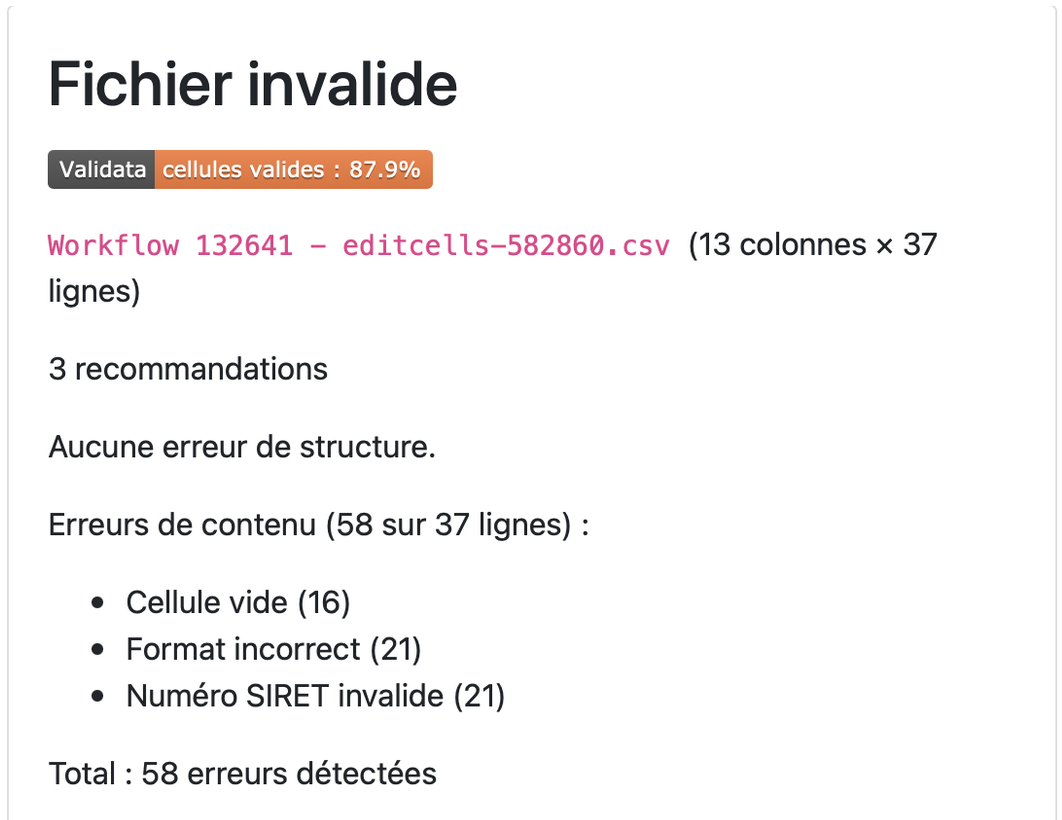 Fichier invalide
Validata cellules valides : 87.9%
Workflow 132641 - editcells-582860.csv (13 colonnes × 37
lignes)
3 recommandations
Aucune erreur de structure.
Erreurs de contenu (58 sur 37 lignes) :
• Cellule vide (16)
• Format incorrect (21)
• Numéro SIRET invalide (21)
Total : 58 erreurs détectées